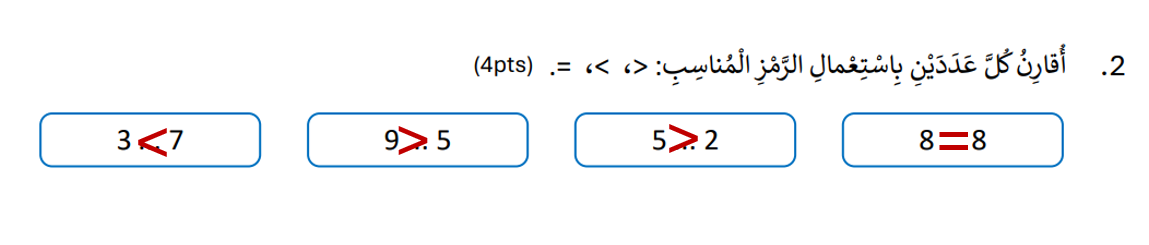 2. أُقارِنُ كُلَّ عَدَدَيْنِ بِاسْتِعْمالِ الرَّمْزِ الْمُناسِبِ: <، >، =. (4pts)
3 < 7
9 > 5
5 > 2
8 = 8